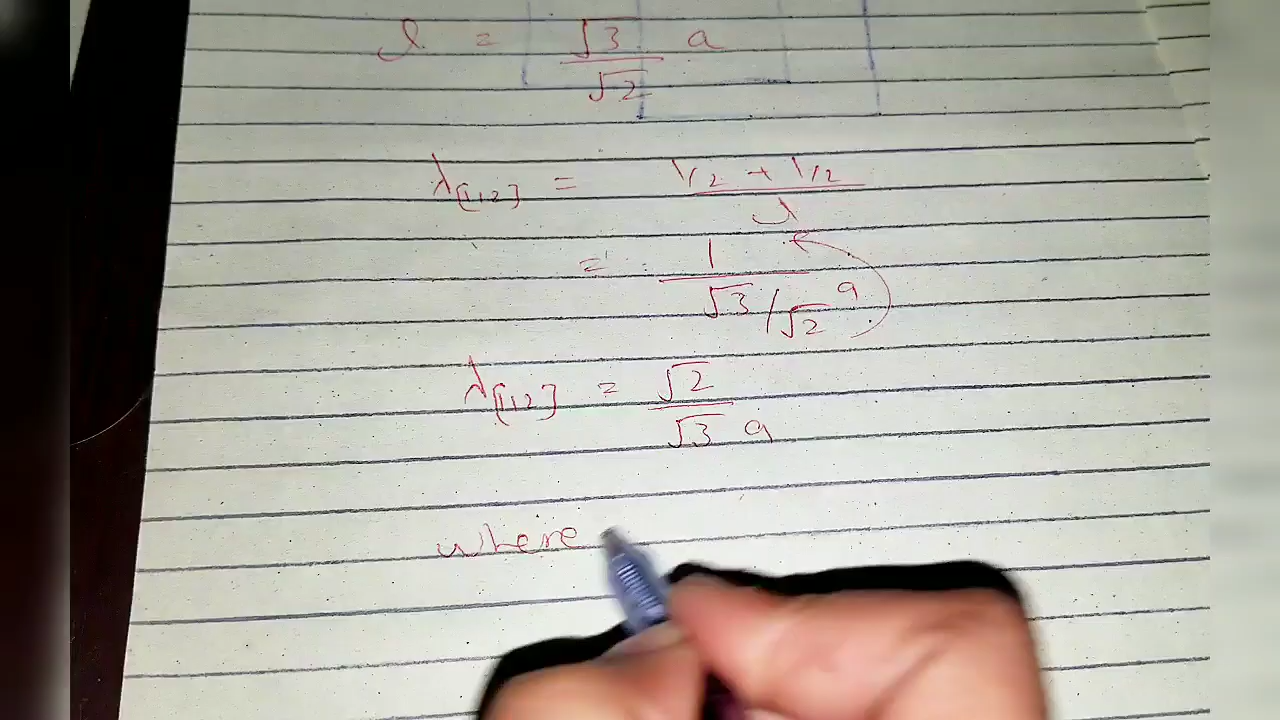 l = √3/√2 a
λ[112] = 1/2 + 1/2 / l
= 1 / √3/√2 a
λ[112] = √2 / √3 a
where